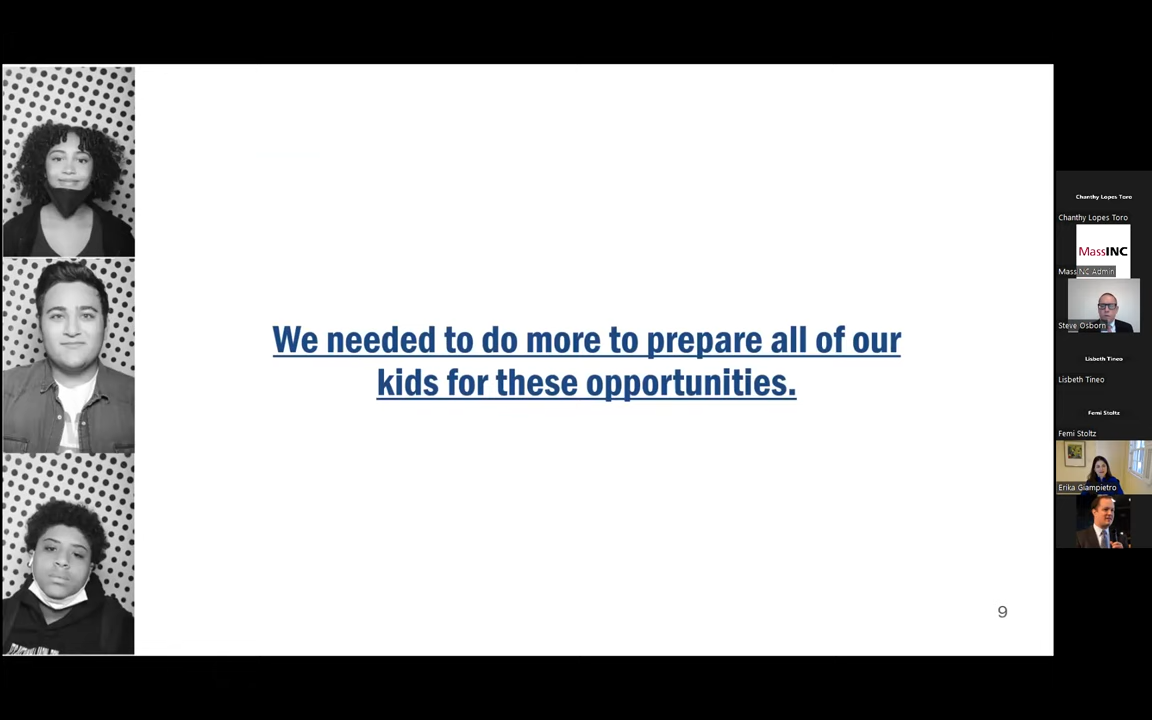 We needed to do more to prepare all of our
kids for these opportunities.
9
Chanthy Lopes Toro
Chanthy Lopes Toro
MassINC
MassINC Admin
Steve Osborn
Lisbeth Tineo
Lisbeth Tineo
Femi Stoltz
Femi Stoltz
Erika Giampietro